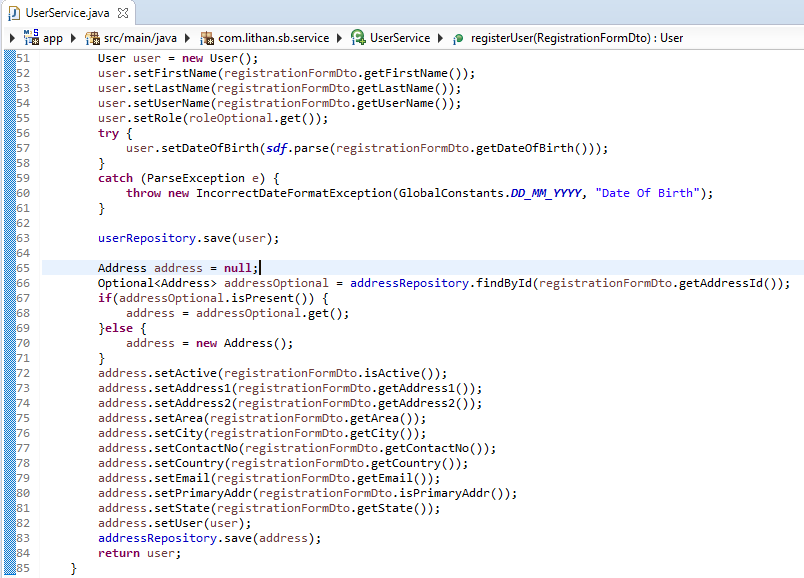 UserService.java
app src/main/java com.lithan.sb.service UserService registerUser(RegistrationFormDto) : User
51 User user = new User();
52 user.setFirstName(registrationFormDto.getFirstName());
53 user.setLastName(registrationFormDto.getLastName());
54 user.setUserName(registrationFormDto.getUserName());
55 user.setRole(roleOptional.get());
56 try {
57 user.setDateOfBirth(sdf.parse(registrationFormDto.getDateOfBirth()));
58 }
59 catch (ParseException e) {
60 throw new IncorrectDateFormatException(GlobalConstants.DD_MM_YYYY, "Date Of Birth");
61 }
62
63 userRepository.save(user);
64
65 Address address = null;
66 Optional<Address> addressOptional = addressRepository.findById(registrationFormDto.getAddressId());
67 if(addressOptional.isPresent()) {
68 address = addressOptional.get();
69 }else {
70 address = new Address();
71 }
72 address.setActive(registrationFormDto.isActive());
73 address.setAddress1(registrationFormDto.getAddress1());
74 address.setAddress2(registrationFormDto.getAddress2());
75 address.setArea(registrationFormDto.getArea());
76 address.setCity(registrationFormDto.getCity());
77 address.setContactNo(registrationFormDto.getContactNo());
78 address.setCountry(registrationFormDto.getCountry());
79 address.setEmail(registrationFormDto.getEmail());
80 address.setPrimaryAddr(registrationFormDto.isPrimaryAddr());
81 address.setState(registrationFormDto.getState());
82 address.setUser(user);
83 addressRepository.save(address);
84 return user;
85 }